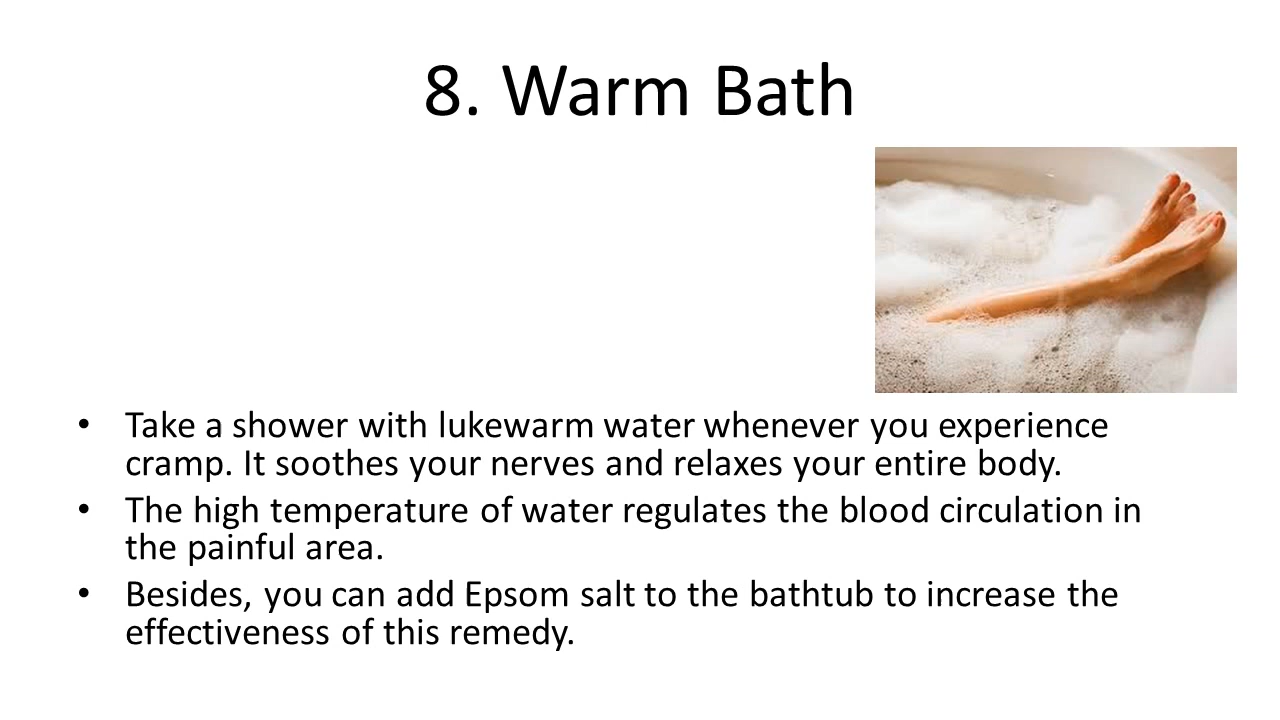 8. Warm Bath
• Take a shower with lukewarm water whenever you experience
cramp. It soothes your nerves and relaxes your entire body.
• The high temperature of water regulates the blood circulation in
the painful area.
• Besides, you can add Epsom salt to the bathtub to increase the
effectiveness of this remedy.